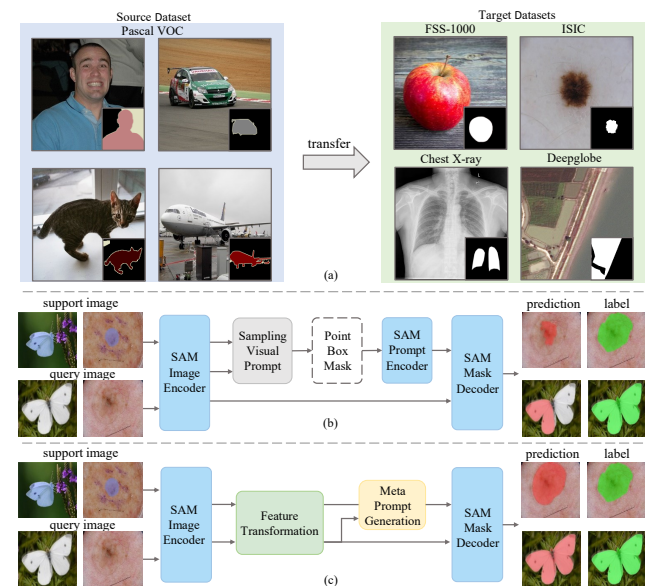 Source Dataset
Pascal VOC
Target Datasets
FSS-1000
ISIC
transfer
Chest X-ray
Deepglobe
L
(a)
support image
query image
SAM
Image
Encoder
Sampling
Visual
Prompt
Point
Box
Mask
SAM
Prompt
Encoder
SAM
Mask
Decoder
prediction
label
(b)
support image
query image
SAM
Image
Encoder
Feature
Transformation
Meta
Prompt
Generation
SAM
Mask
Decoder
prediction
label
(c)